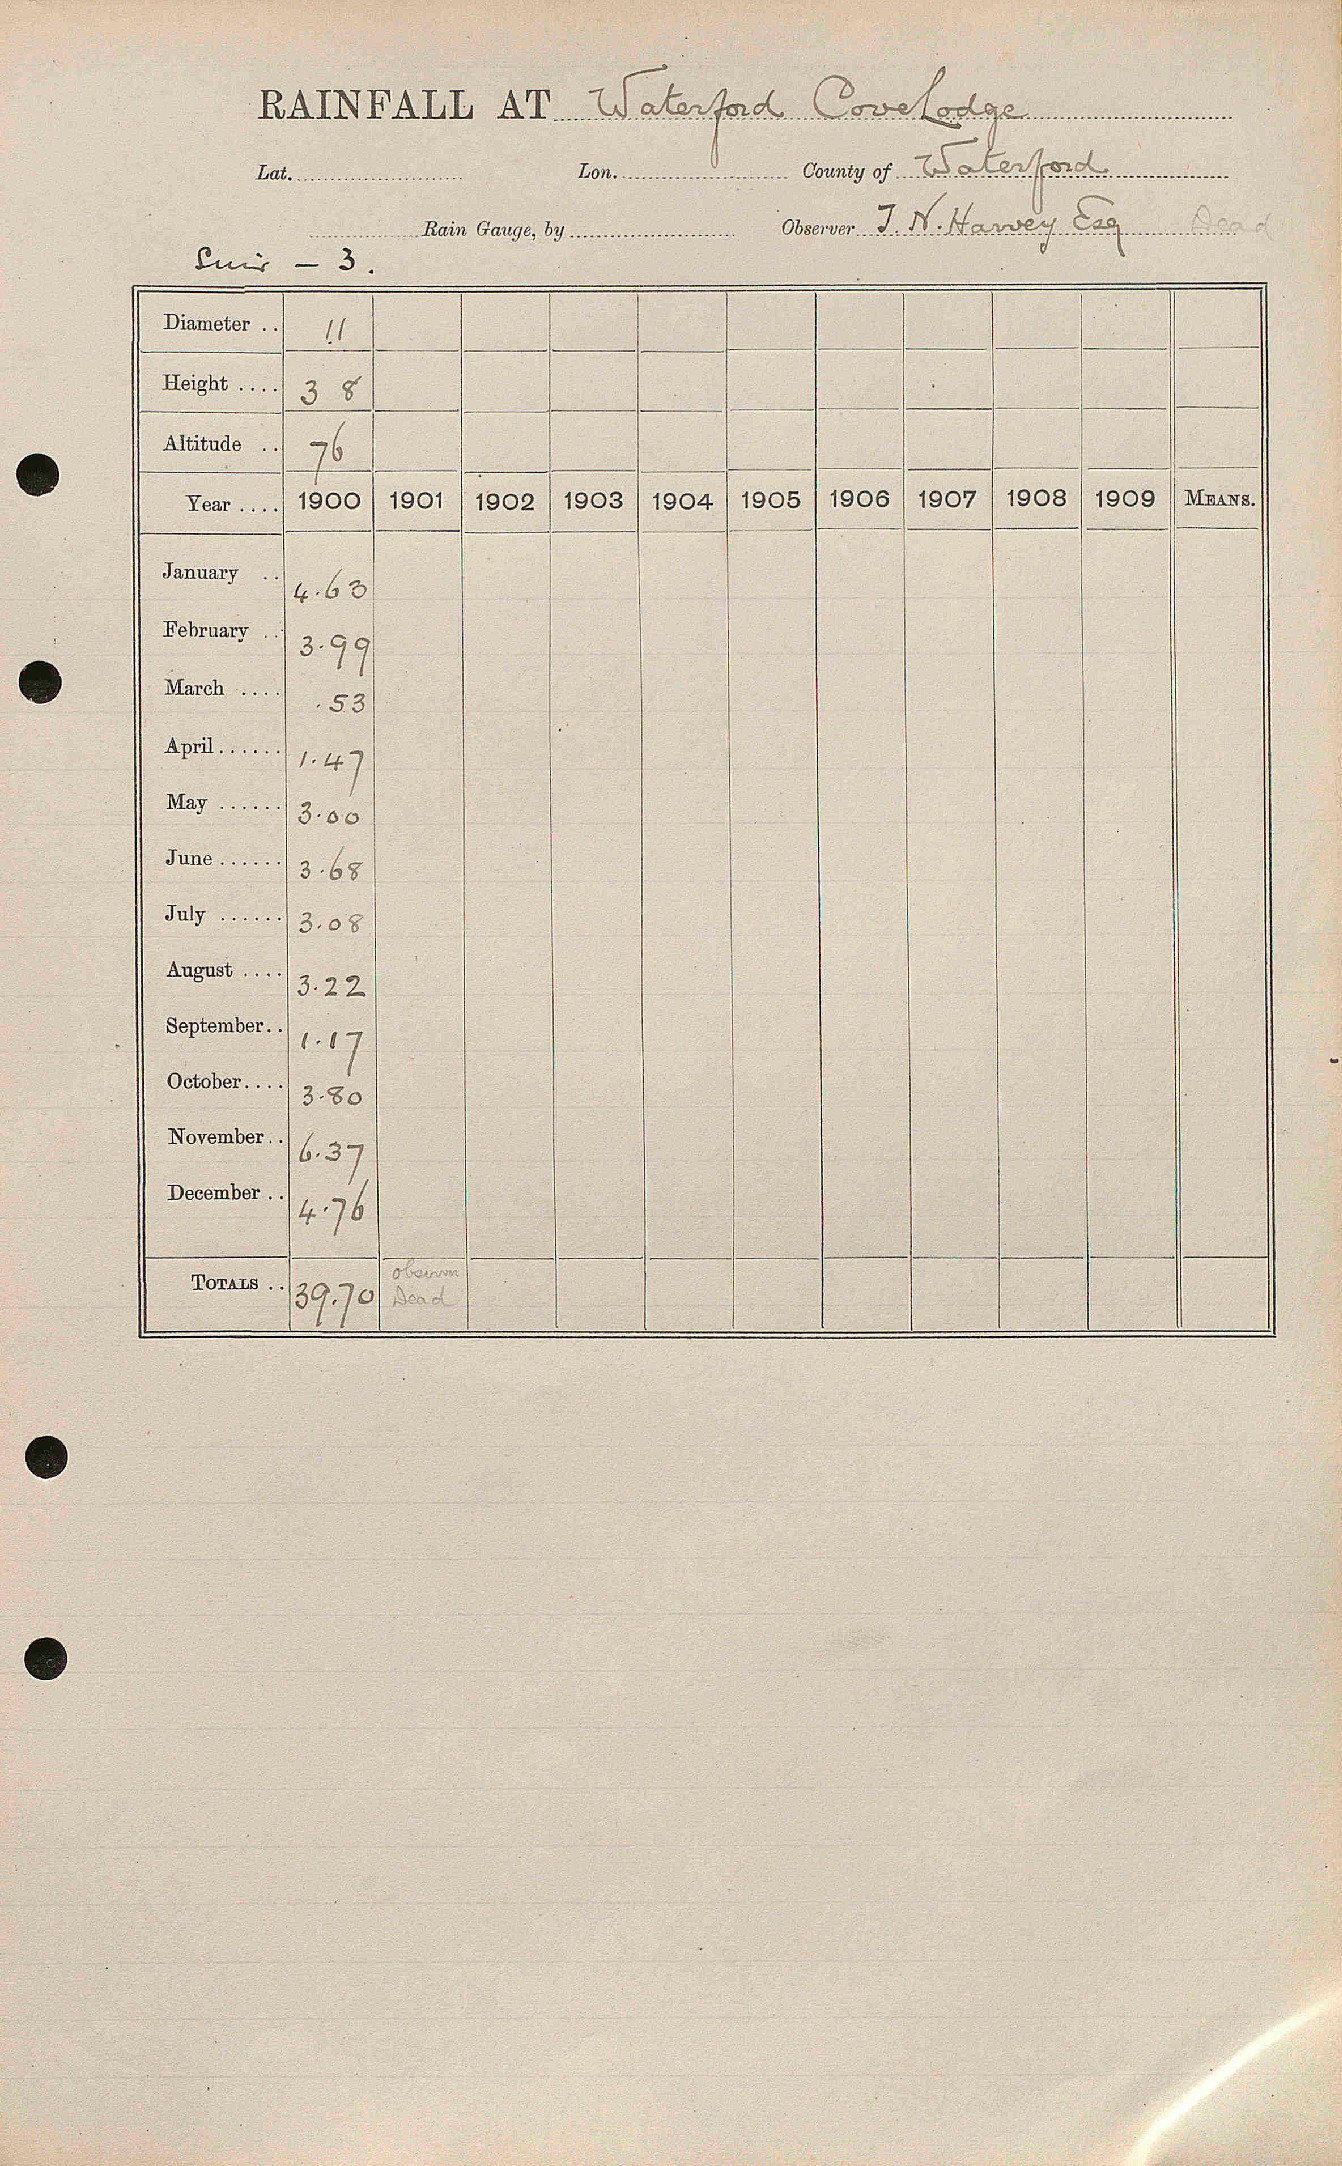 RAINFALL AT Waterford Cove Lodge
Lat. Lon. County of Waterford
Rain Gauge, by Observer T. N. Harvey Esq Dead
Suir - 3.
Diameter .. 11
Height .... 3 8
Altitude .. 76
Year .... 1900 1901 1902 1903 1904 1905 1906 1907 1908 1909 MEANS.
January .. 4.63
February .. 3.99
March .... .53
April...... 1.47
May ...... 3.00
June ...... 3.68
July ...... 3.08
August .... 3.22
September.. 1.17
October.... 3.80
November.. 6.37
December .. 4.76
TOTALS .. 39.70 observer
Dead